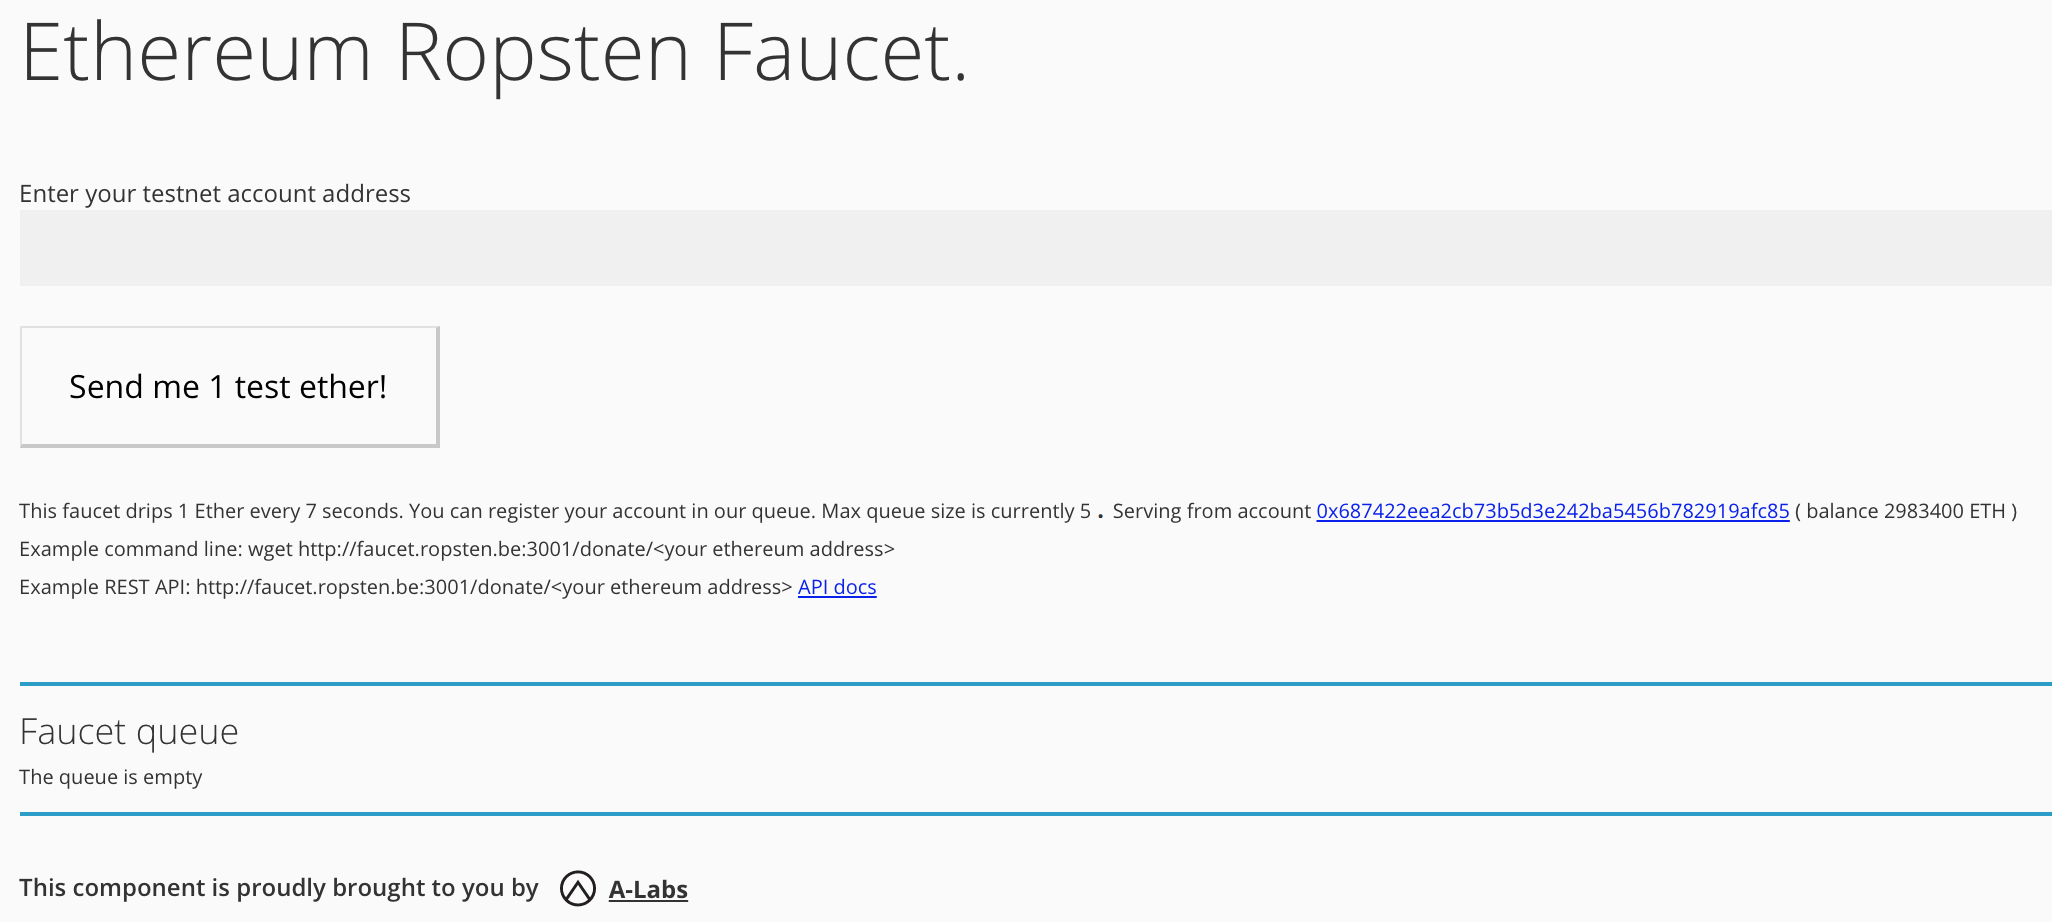 Ethereum Ropsten Faucet.
Enter your testnet account address
Send me 1 test ether!
This faucet drips 1 Ether every 7 seconds. You can register your account in our queue. Max queue size is currently 5 . Serving from account 0x687422eea2cb73b5d3e242ba5456b782919afc85 ( balance 2983400 ETH )
Example command line: wget http://faucet.ropsten.be:3001/donate/<your ethereum address>
Example REST API: http://faucet.ropsten.be:3001/donate/<your ethereum address> API docs
Faucet queue
The queue is empty
This component is proudly brought to you by A-Labs